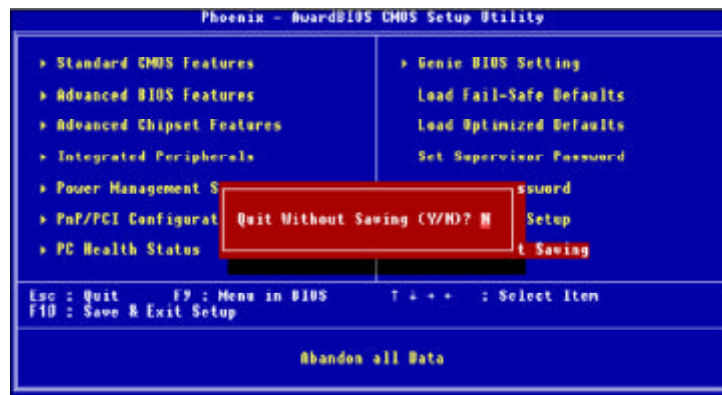 Phoenix - AwardBIOS CMOS Setup Utility
Standard CMOS Features
Advanced BIOS Features
Advanced Chipset Features
Integrated Peripherals
Power Management S
PnP/PCI Configurat
PC Health Status
Genie BIOS Setting
Load Fail-Safe Defaults
Load Optimized Defaults
Set Supervisor Password
ssword
Setup
t Saving
Quit Without Saving (Y/N)? N
Esc : Quit F9 : Menu in BIOS ↑ ↓ → ← : Select Item
F10 : Save & Exit Setup
Abandon all Data